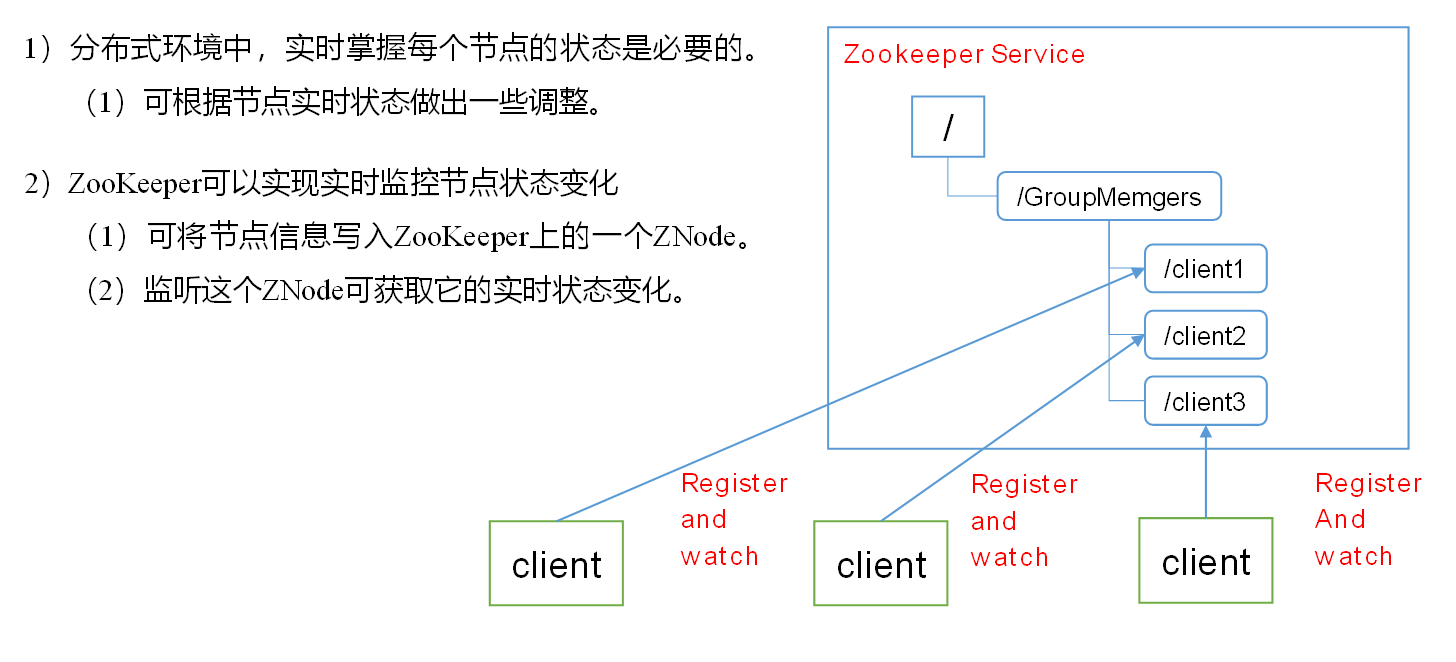 1）分布式环境中，实时掌握每个节点的状态是必要的。
（1）可根据节点实时状态做出一些调整。
2）ZooKeeper可以实现实时监控节点状态变化
（1）可将节点信息写入ZooKeeper上的一个ZNode。
（2）监听这个ZNode可获取它的实时状态变化。
Zookeeper Service
/
/GroupMemgers
/client1
/client2
/client3
Register
and
watch
Register
and
watch
Register
And
watch
client
client
client